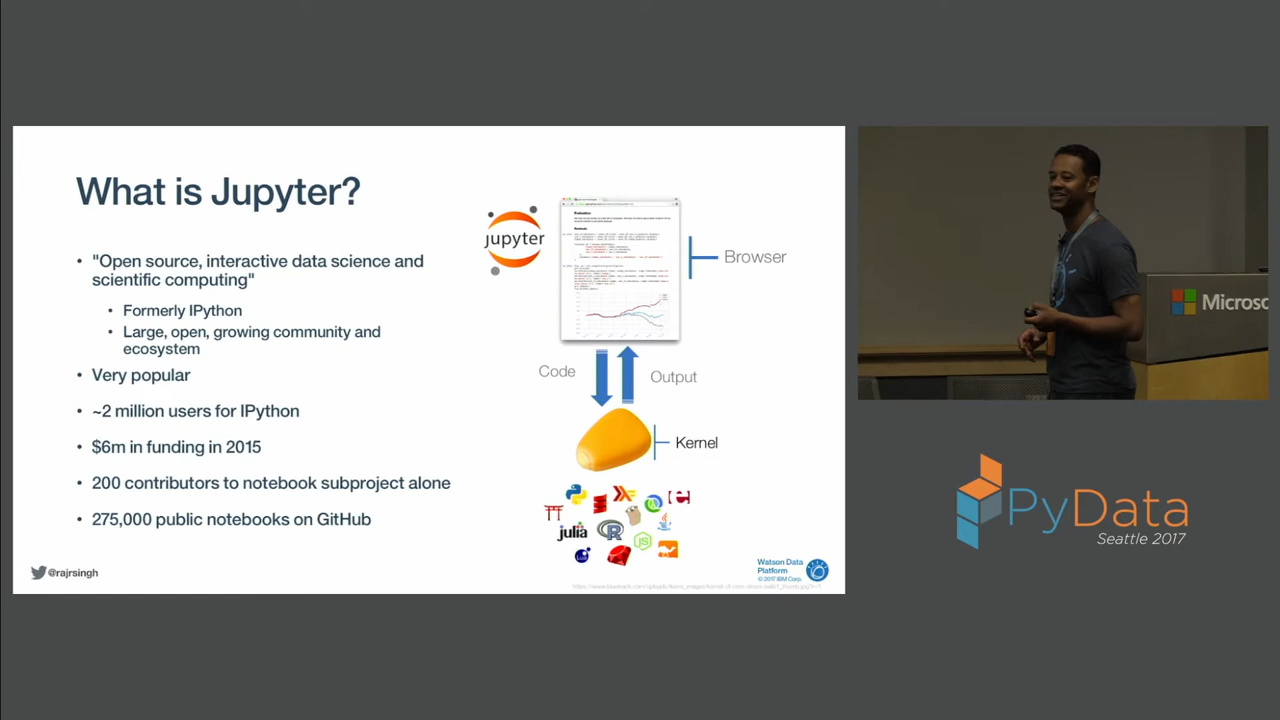 What is Jupyter?
• "Open source, interactive data science and
scientific computing"
• Formerly IPython
• Large, open, growing community and
ecosystem
• Very popular
• ~2 million users for IPython
• $6m in funding in 2015
• 200 contributors to notebook subproject alone
• 275,000 public notebooks on GitHub
@rajrsingh
jupyter
Browser
Code
Output
Kernel
julia
R
JS
Watson Data
Platform
© 2017 IBM Corp.
Microso
PyData
Seattle 2017